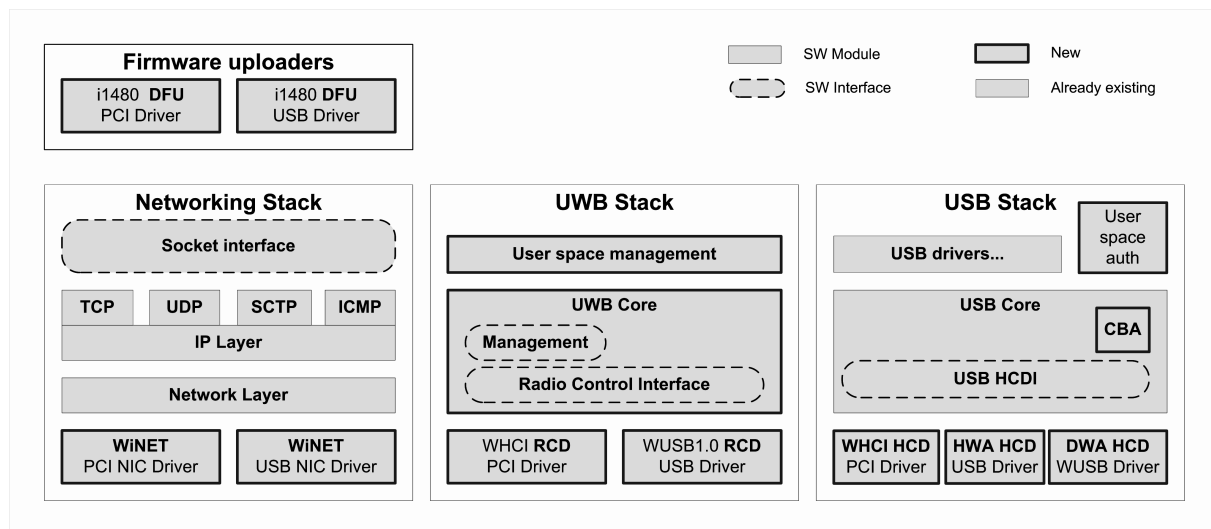 Firmware uploaders
i1480 DFU
PCI Driver
i1480 DFU
USB Driver
SW Module
New
SW Interface
Already existing
Networking Stack
Socket interface
TCP
UDP
SCTP
ICMP
IP Layer
Network Layer
WiNET
PCI NIC Driver
WiNET
USB NIC Driver
UWB Stack
User space management
UWB Core
Management
Radio Control Interface
WHCI RCD
PCI Driver
WUSB1.0 RCD
USB Driver
USB Stack
User
space
auth
USB drivers...
USB Core
CBA
USB HCDI
WHCI HCD
PCI Driver
HWA HCD
USB Driver
DWA HCD
WUSB Driver